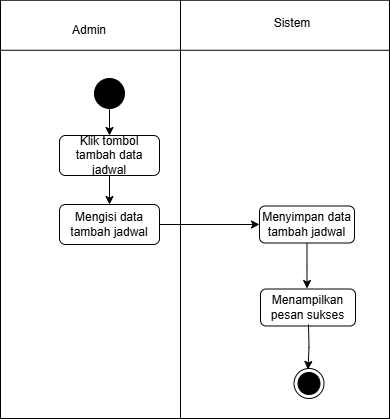 Admin
Sistem
Klik tombol
tambah data
jadwal
Mengisi data
tambah jadwal
Menyimpan data
tambah jadwal
Menampilkan
pesan sukses